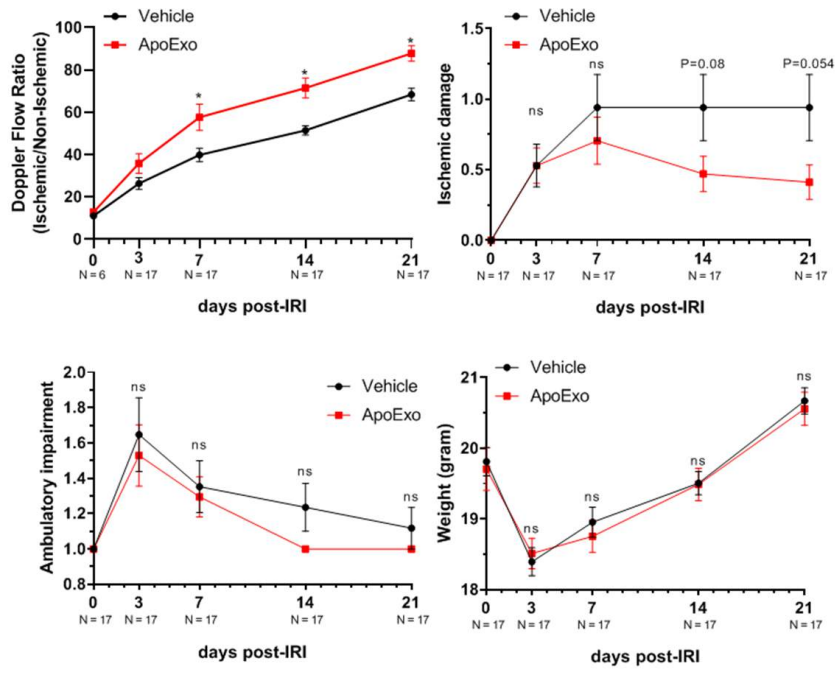 Vehicle
ApoExo
Doppler Flow Ratio
(Ischemic/Non-Ischemic)
100
80
60
40
20
0
*
*
*
0 3 7 14 21
N = 6 N = 17 N = 17 N = 17 N = 17
days post-IRI
Vehicle
ApoExo
Ischemic damage
1.5
1.0
0.5
0.0
ns
ns
P=0.08
P=0.054
0 3 7 14 21
N = 17 N = 17 N = 17 N = 17 N = 17
days post-IRI
Vehicle
ApoExo
Ambulatory impairment
2.0
1.8
1.6
1.4
1.2
1.0
0.8
ns
ns
ns
ns
0 3 7 14 21
N = 17 N = 17 N = 17 N = 17 N = 17
days post-IRI
Vehicle
ApoExo
Weight (gram)
21
20
19
18
ns
ns
ns
ns
0 3 7 14 21
N = 17 N = 17 N = 17 N = 17 N = 17
days post-IRI